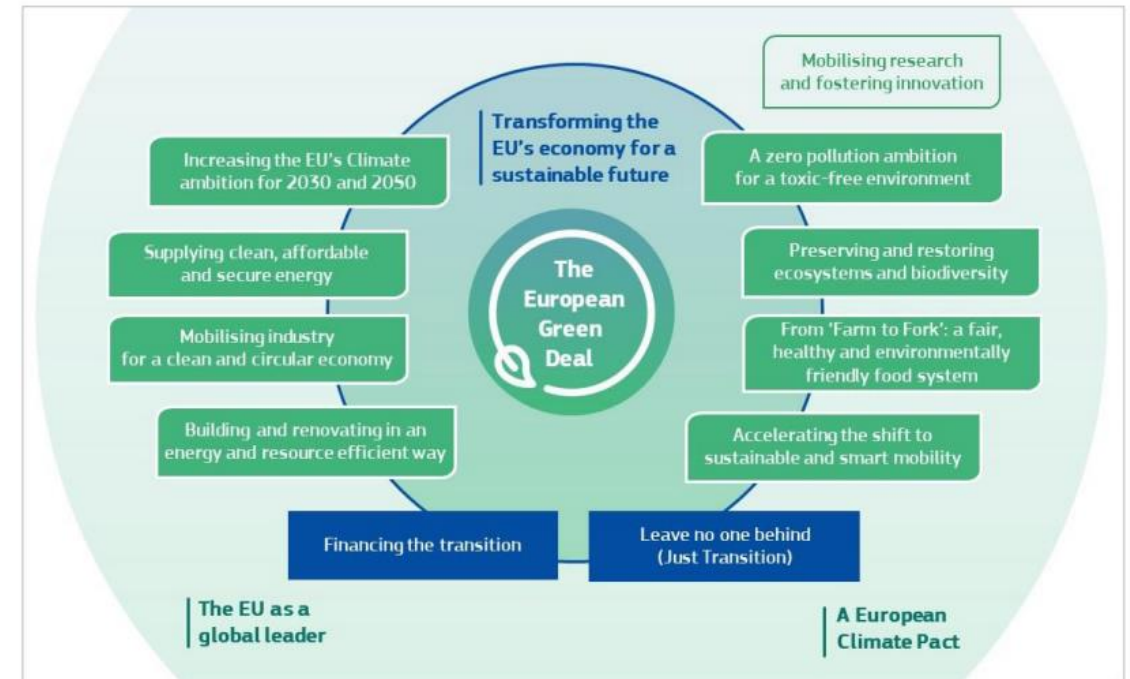 Mobilising research
and fostering innovation
Transforming the
EU's economy for a
sustainable future
Increasing the EU's Climate
ambition for 2030 and 2050
A zero pollution ambition
for a toxic-free environment
Supplying clean, affordable
and secure energy
Preserving and restoring
ecosystems and biodiversity
The
European
Green
Deal
Mobilising industry
for a clean and circular economy
From 'Farm to Fork': a fair,
healthy and environmentally
friendly food system
Building and renovating in an
energy and resource efficient way
Accelerating the shift to
sustainable and smart mobility
Financing the transition
Leave no one behind
(Just Transition)
The EU as a
global leader
A European
Climate Pact